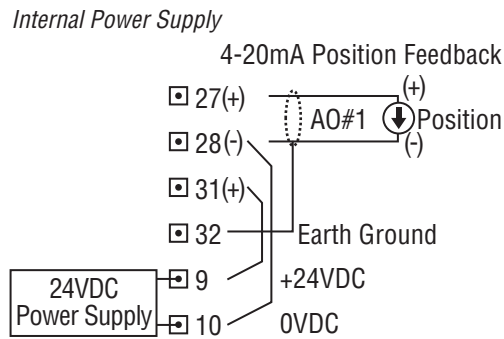 Internal Power Supply
4-20mA Position Feedback
27(+)
(+)
AO#1
Position
28(-)
(-)
31(+)
32
Earth Ground
24VDC
Power Supply
9
+24VDC
10
0VDC